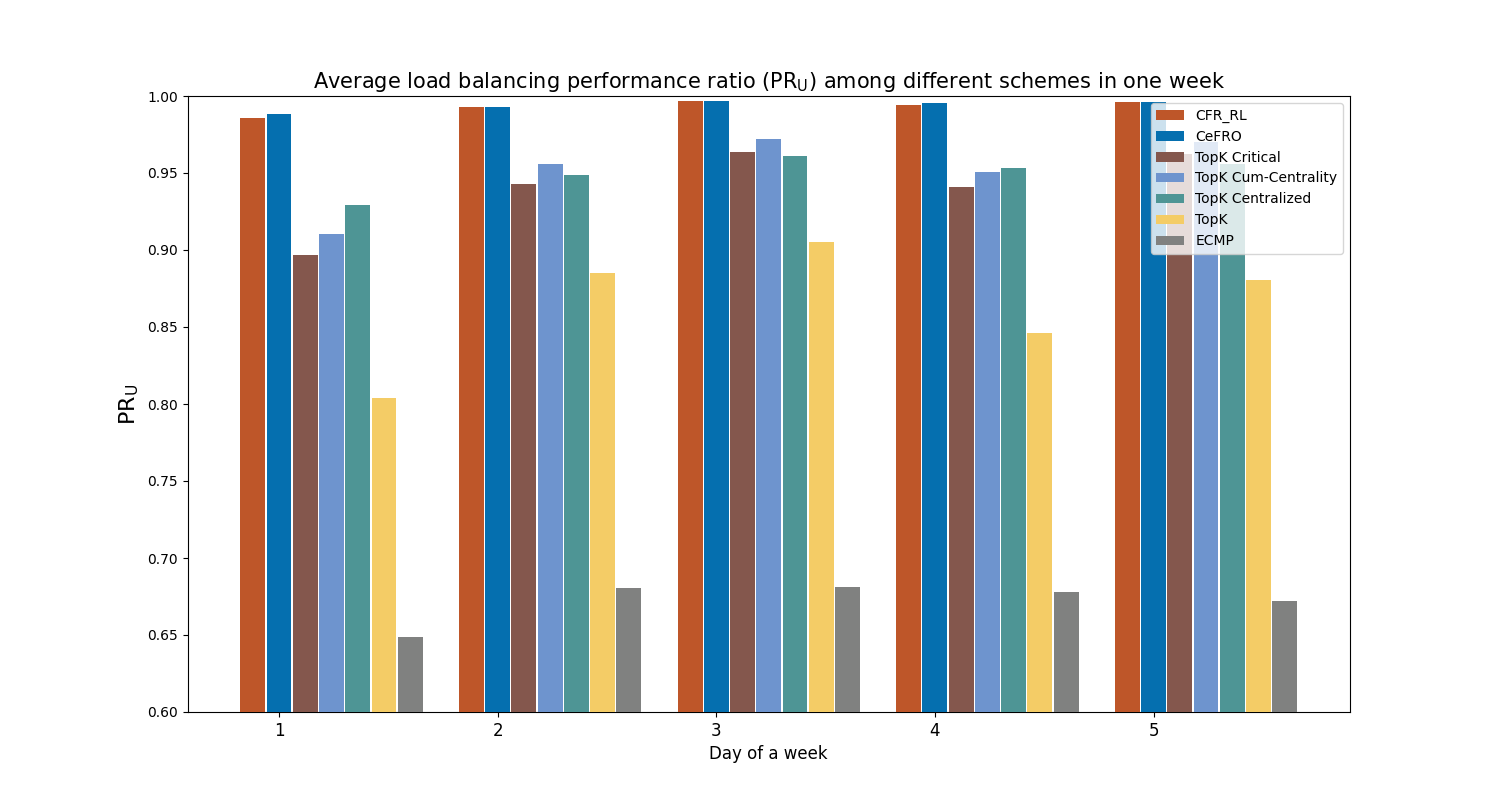 Average load balancing performance ratio (PR_U) among different schemes in one week
1.00
0.95
0.90
0.85
0.80
0.75
0.70
0.65
0.60
PR_U
CFR_RL
CeFRO
TopK Critical
TopK Cum-Centrality
TopK Centralized
TopK
ECMP
1 2 3 4 5
Day of a week